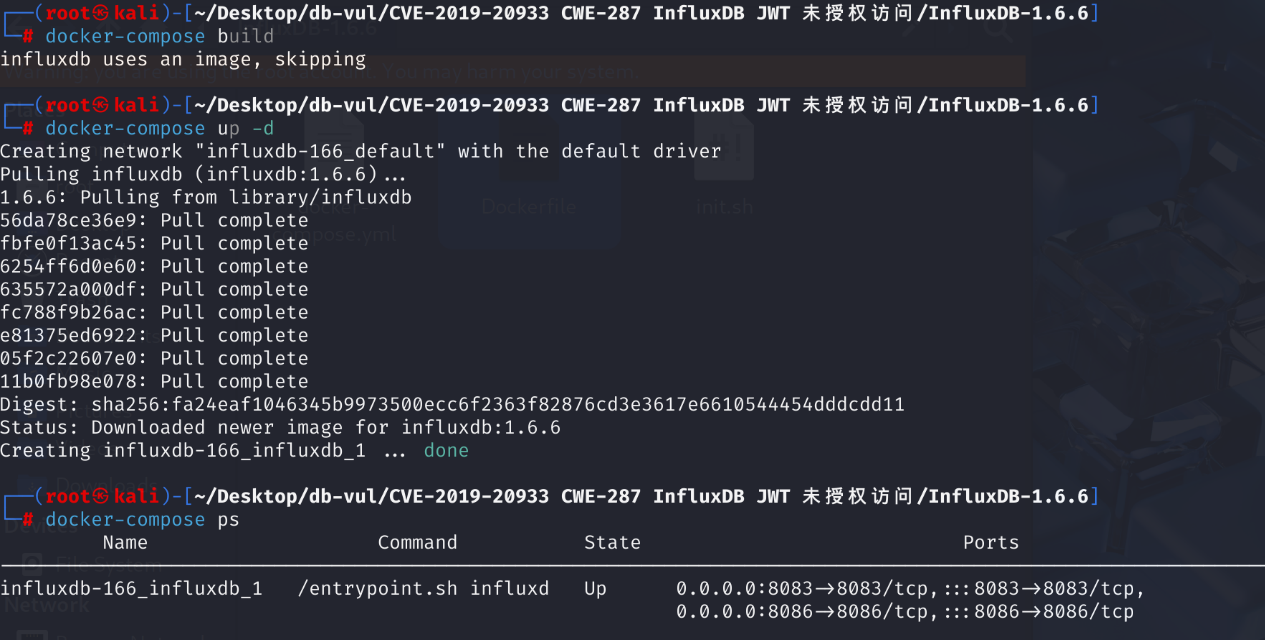 ┌──(root㉿kali)-[~/Desktop/db-vul/CVE-2019-20933 CWE-287 InfluxDB JWT 未授权访问/InfluxDB-1.6.6]
└─# docker-compose build
influxdb uses an image, skipping
┌──(root㉿kali)-[~/Desktop/db-vul/CVE-2019-20933 CWE-287 InfluxDB JWT 未授权访问/InfluxDB-1.6.6]
└─# docker-compose up -d
Creating network "influxdb-166_default" with the default driver
Pulling influxdb (influxdb:1.6.6)...
1.6.6: Pulling from library/influxdb
56da78ce36e9: Pull complete
fbfe0f13ac45: Pull complete
6254ff6d0e60: Pull complete
635572a000df: Pull complete
fc788f9b26ac: Pull complete
e81375ed6922: Pull complete
05f2c22607e0: Pull complete
11b0fb98e078: Pull complete
Digest: sha256:fa24eaf1046345b9973500ecc6f2363f82876cd3e3617e6610544454dddcdd11
Status: Downloaded newer image for influxdb:1.6.6
Creating influxdb-166_influxdb_1 ... done
┌──(root㉿kali)-[~/Desktop/db-vul/CVE-2019-20933 CWE-287 InfluxDB JWT 未授权访问/InfluxDB-1.6.6]
└─# docker-compose ps
Name Command State Ports
influxdb-166_influxdb_1 /entrypoint.sh influxd Up 0.0.0.0:8083->8083/tcp,:::8083->8083/tcp,
0.0.0.0:8086->8086/tcp,:::8086->8086/tcp
Dockerfile
init.sh